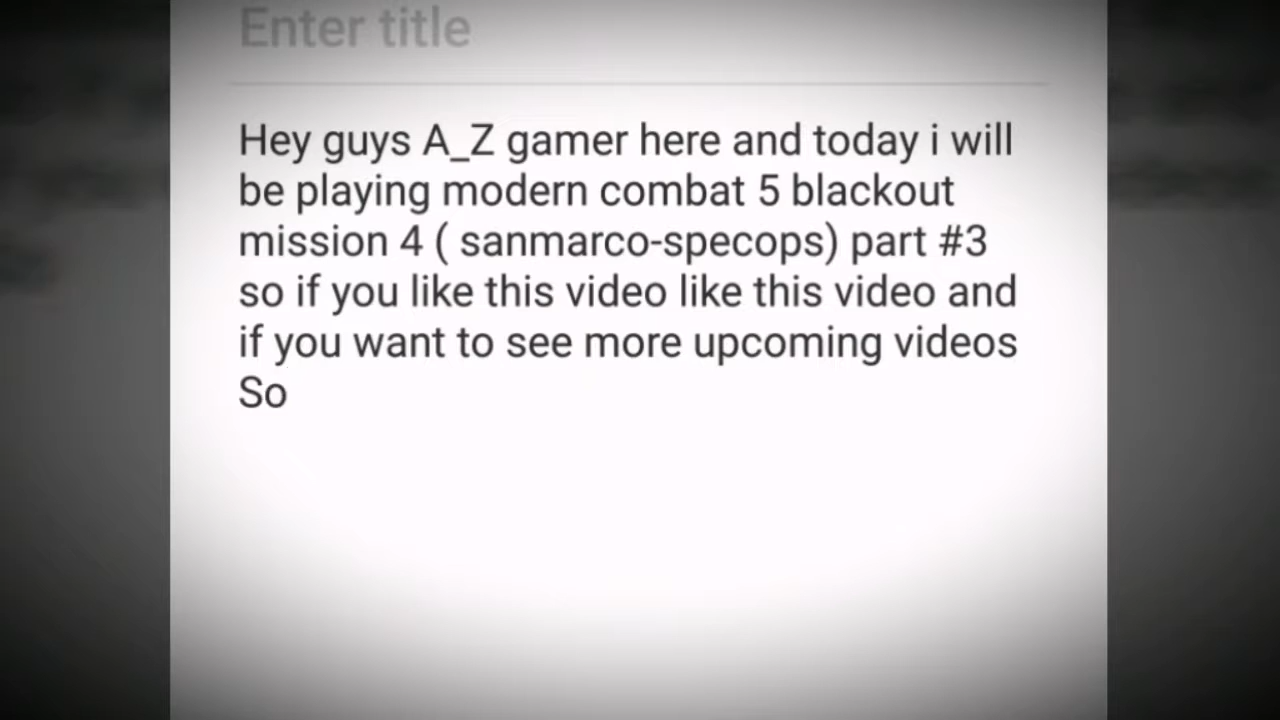 Enter title
Hey guys A_Z gamer here and today i will
be playing modern combat 5 blackout
mission 4 ( sanmarco-specops) part #3
so if you like this video like this video and
if you want to see more upcoming videos
So